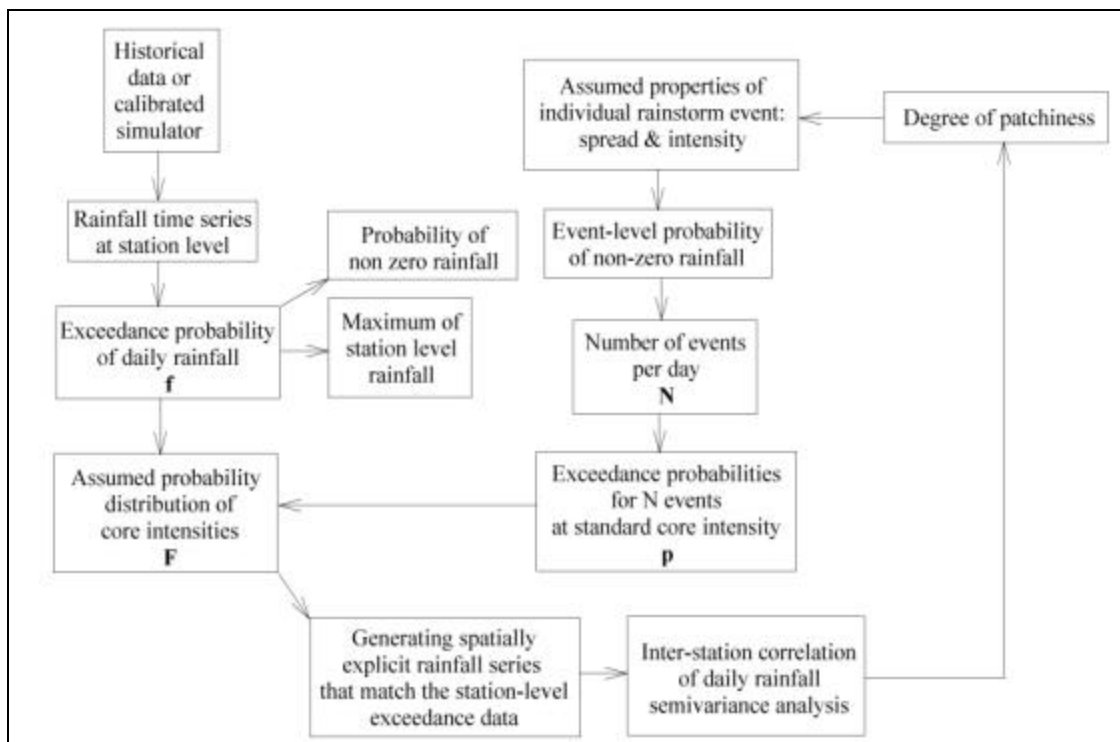 Historical
data or
calibrated
simulator
Rainfall time series
at station level
Exceedance probability
of daily rainfall
f
Probability of
non zero rainfall
Maximum of
station level
rainfall
Assumed probability
distribution of
core intensities
F
Assumed properties of
individual rainstorm event:
spread & intensity
Degree of patchiness
Event-level probability
of non-zero rainfall
Number of events
per day
N
Exceedance probabilities
for N events
at standard core intensity
p
Generating spatially
explicit rainfall series
that match the station-level
exceedance data
Inter-station correlation
of daily rainfall
semivariance analysis